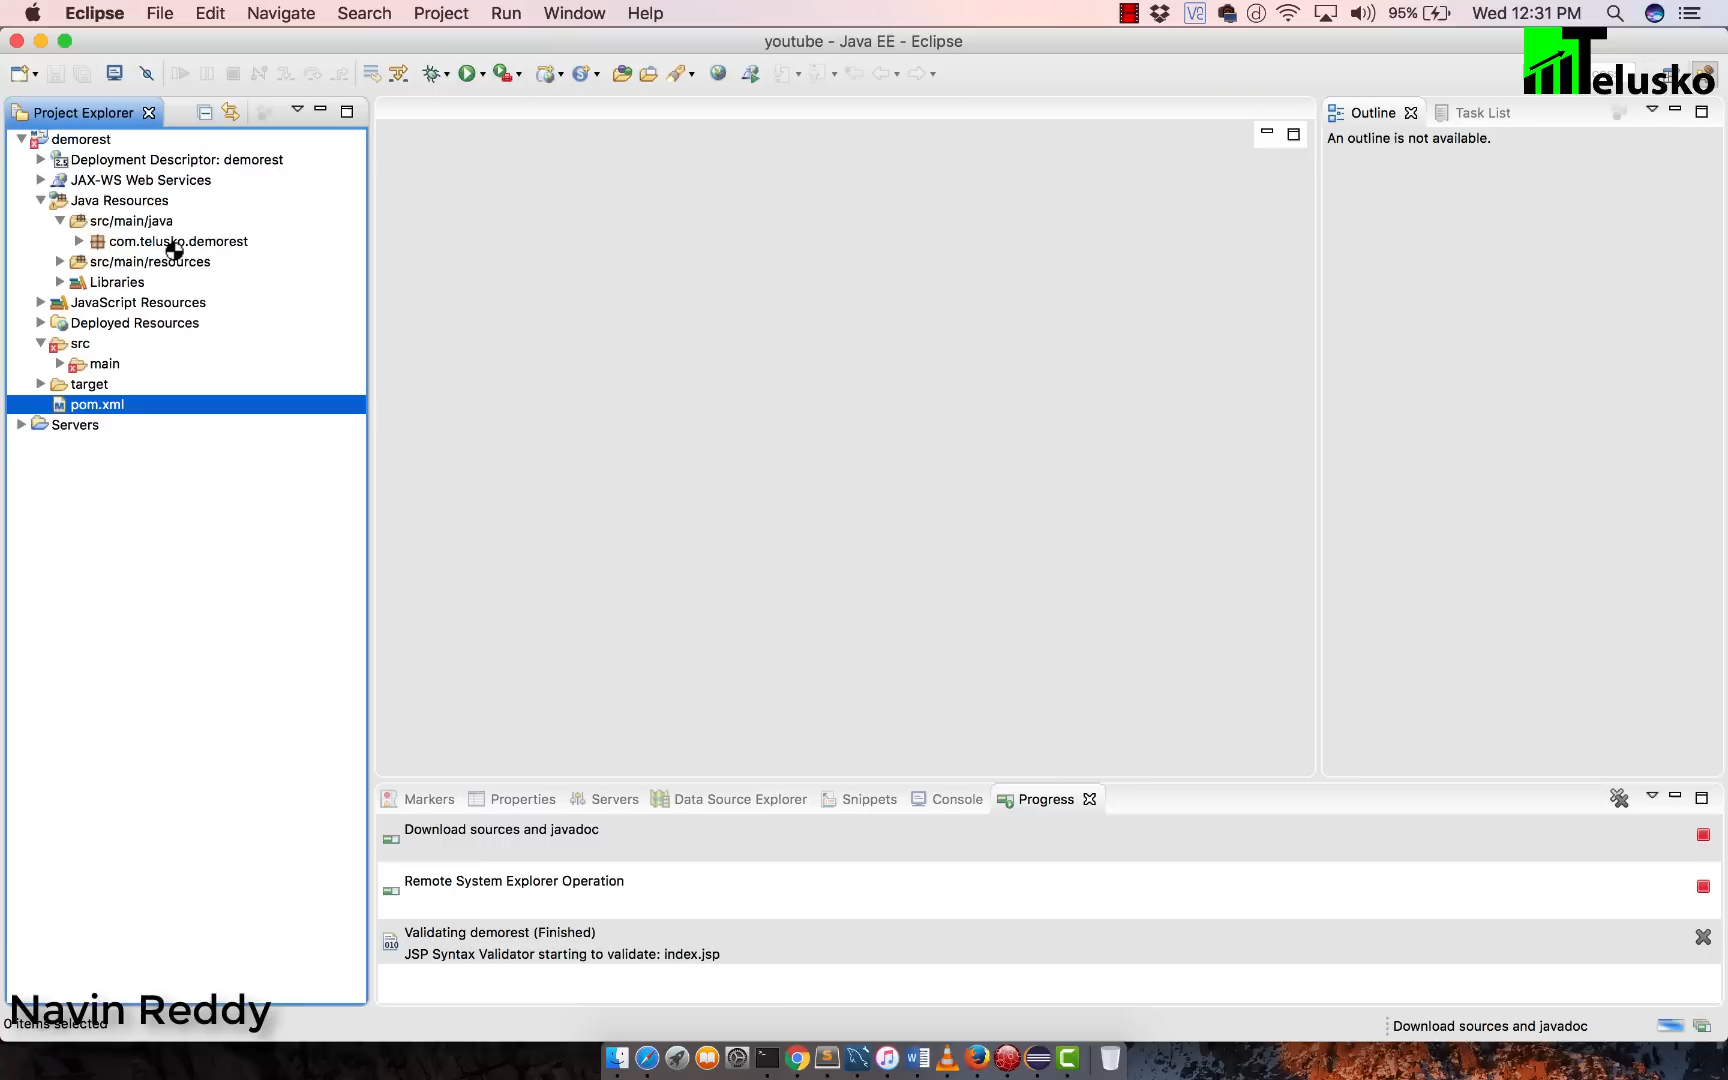 Eclipse File Edit Navigate Search Project Run Window Help 95% Wed 12:31 PM
youtube - Java EE - Eclipse
Telusko
Project Explorer
demorest
Deployment Descriptor: demorest
JAX-WS Web Services
Java Resources
src/main/java
com.telusko.demorest
src/main/resources
Libraries
JavaScript Resources
Deployed Resources
src
main
target
pom.xml
Servers
Outline Task List
An outline is not available.
Markers Properties Servers Data Source Explorer Snippets Console Progress
Download sources and javadoc
Remote System Explorer Operation
Validating demorest (Finished)
JSP Syntax Validator starting to validate: index.jsp
Navin Reddy
0 items selected
Download sources and javadoc